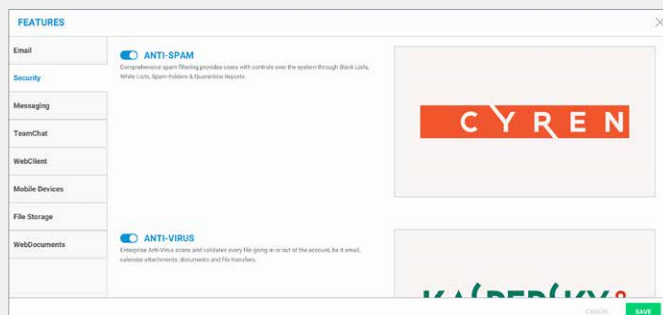 FEATURES
Email
Security
Messaging
TeamChat
WebClient
Mobile Devices
File Storage
WebDocuments
ANTI-SPAM
Comprehensive spam filtering provides users with controls over the system through Black Lists,
White Lists, Spam Folders & Quarantine Reports.
CYREN
ANTI-VIRUS
Enterprise Anti-Virus scans and validates every file going in or out of the account, be it email,
calendar attachments, documents and file transfers.
KASPERSKY
CANCEL
SAVE